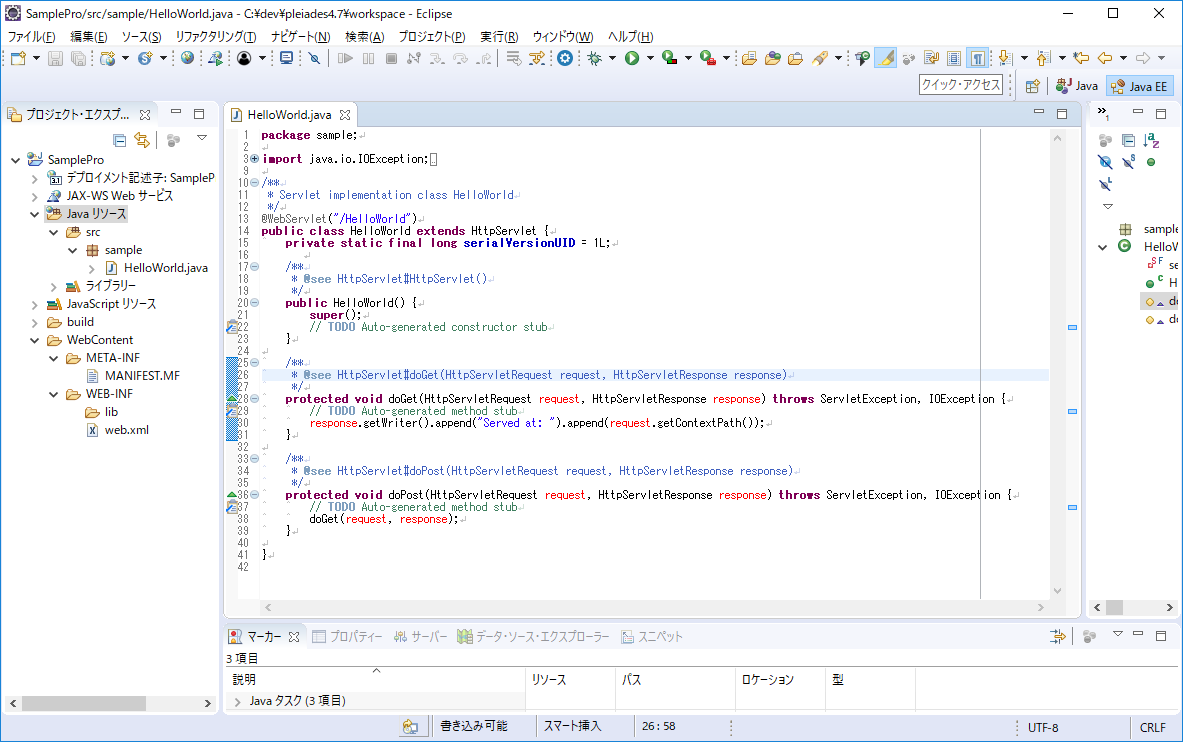 SamplePro/src/sample/HelloWorld.java - C:¥dev¥pleiades4.7¥workspace - Eclipse
ファイル(F) 編集(E) ソース(S) リファクタリング(T) ナビゲート(N) 検索(A) プロジェクト(P) 実行(R) ウィンドウ(W) ヘルプ(H)
クイック・アクセス Java Java EE
プロジェクト・エクスプ...
SamplePro
デプロイメント記述子: SampleP
JAX-WS Web サービス
Java リソース
src
sample
HelloWorld.java
ライブラリー
JavaScript リソース
build
WebContent
META-INF
MANIFEST.MF
WEB-INF
lib
web.xml
HelloWorld.java
1 package sample;
2
3 import java.io.IOException;
9
10 /**
11  * Servlet implementation class HelloWorld
12  */
13 @WebServlet("/HelloWorld")
14 public class HelloWorld extends HttpServlet {
15     private static final long serialVersionUID = 1L;
16
17     /**
18      * @see HttpServlet#HttpServlet()
19      */
20     public HelloWorld() {
21         super();
22         // TODO Auto-generated constructor stub
23     }
24
25     /**
26      * @see HttpServlet#doGet(HttpServletRequest request, HttpServletResponse response)
27      */
28     protected void doGet(HttpServletRequest request, HttpServletResponse response) throws ServletException, IOException {
29         // TODO Auto-generated method stub
30         response.getWriter().append("Served at: ").append(request.getContextPath());
31     }
32
33     /**
34      * @see HttpServlet#doPost(HttpServletRequest request, HttpServletResponse response)
35      */
36     protected void doPost(HttpServletRequest request, HttpServletResponse response) throws ServletException, IOException {
37         // TODO Auto-generated method stub
38         doGet(request, response);
39     }
40
41 }
42
sample
HelloW
se
H
do
do
マーカー プロパティー サーバー データ・ソース・エクスプローラー スニペット
3 項目
説明 リソース パス ロケーション 型
Java タスク (3 項目)
書き込み可能 スマート挿入 26 : 58 UTF-8 CRLF